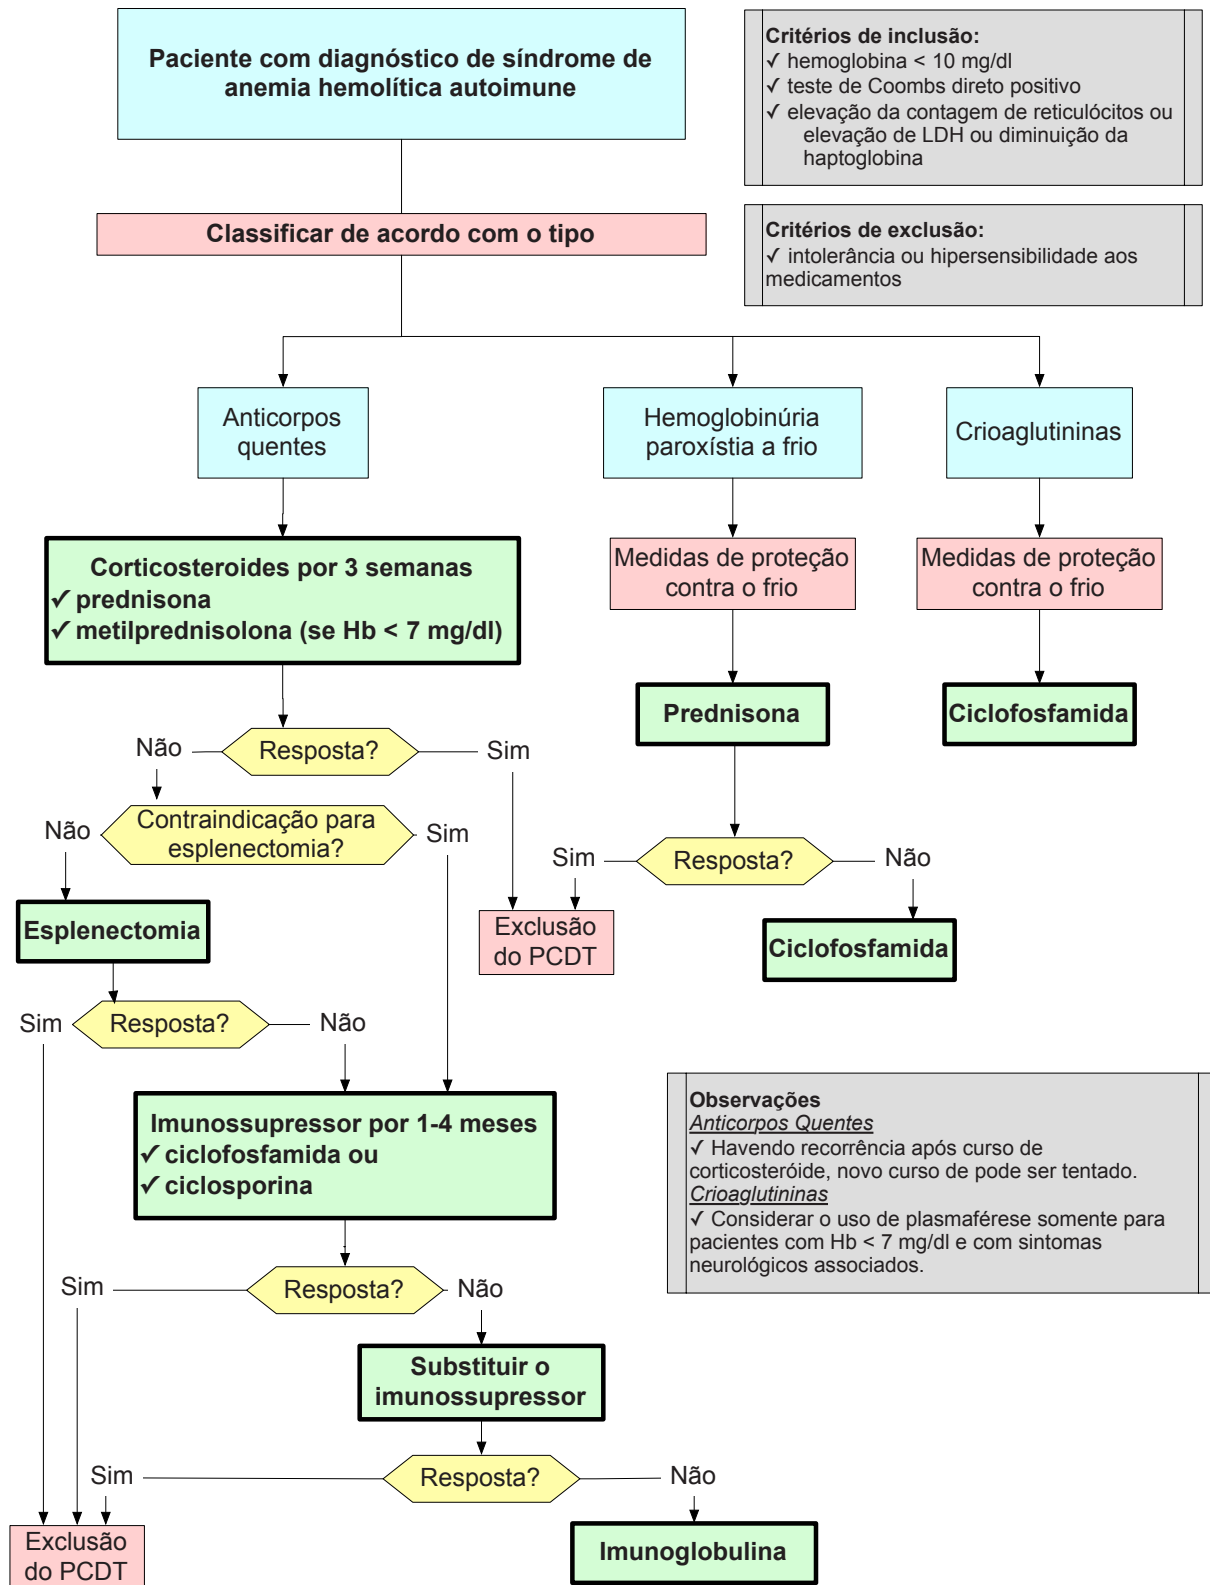 Paciente com diagnóstico de síndrome de
anemia hemolítica autoimune
Critérios de inclusão:
✓ hemoglobina < 10 mg/dl
✓ teste de Coombs direto positivo
✓ elevação da contagem de reticulócitos ou
elevação de LDH ou diminuição da
haptoglobina
Classificar de acordo com o tipo
Critérios de exclusão:
✓ intolerância ou hipersensibilidade aos
medicamentos
Anticorpos
quentes
Hemoglobinúria
paroxístia a frio
Crioaglutininas
Corticosteroides por 3 semanas
✓ prednisona
✓ metilprednisolona (se Hb < 7 mg/dl)
Medidas de proteção
contra o frio
Medidas de proteção
contra o frio
Prednisona
Ciclofosfamida
Não
Resposta?
Sim
Não
Contraindicação para
esplenectomia?
Sim
Sim
Resposta?
Não
Esplenectomia
Exclusão
do PCDT
Ciclofosfamida
Sim
Resposta?
Não
Imunossupressor por 1-4 meses
✓ ciclofosfamida ou
✓ ciclosporina
Observações
Anticorpos Quentes
✓ Havendo recorrência após curso de
corticosteróide, novo curso de pode ser tentado.
Crioaglutininas
✓ Considerar o uso de plasmaférese somente para
pacientes com Hb < 7 mg/dl e com sintomas
neurológicos associados.
Sim
Resposta?
Não
Substituir o
imunossupressor
Sim
Resposta?
Não
Exclusão
do PCDT
Imunoglobulina